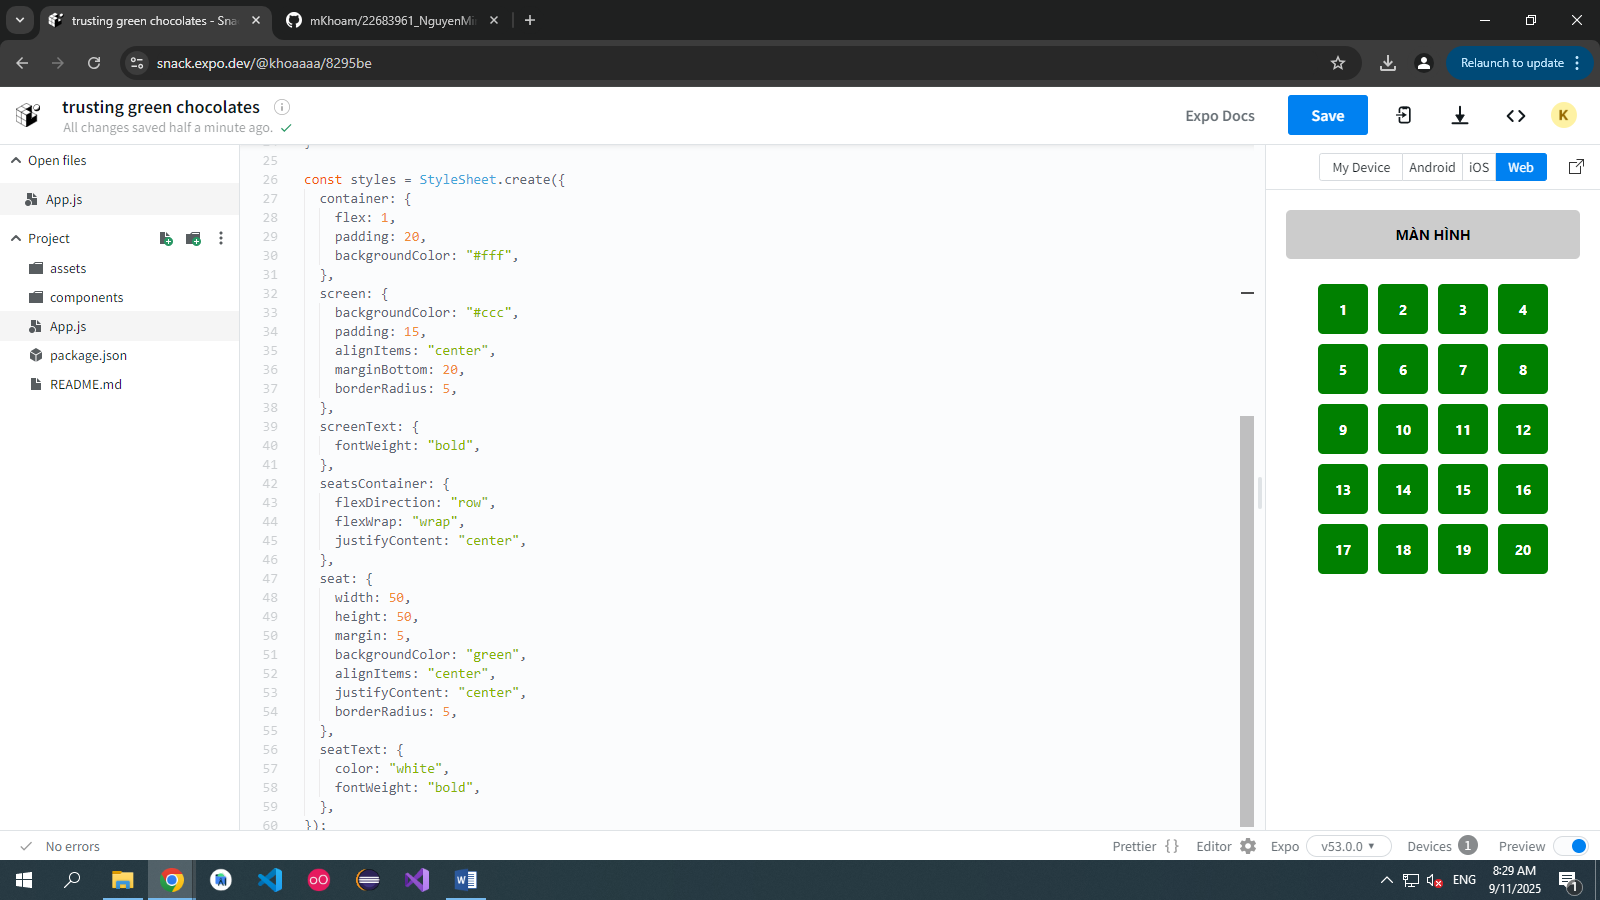 trusting green chocolates - Sna
mKhoam/22683961_NguyenMin
snack.expo.dev/@khoaaaa/8295be
Relaunch to update
trusting green chocolates
All changes saved half a minute ago.
Expo Docs
Save
K
Open files
App.js
Project
assets
components
App.js
package.json
README.md
25
26 const styles = StyleSheet.create({
27 container: {
28 flex: 1,
29 padding: 20,
30 backgroundColor: "#fff",
31 },
32 screen: {
33 backgroundColor: "#ccc",
34 padding: 15,
35 alignItems: "center",
36 marginBottom: 20,
37 borderRadius: 5,
38 },
39 screenText: {
40 fontWeight: "bold",
41 },
42 seatsContainer: {
43 flexDirection: "row",
44 flexWrap: "wrap",
45 justifyContent: "center",
46 },
47 seat: {
48 width: 50,
49 height: 50,
50 margin: 5,
51 backgroundColor: "green",
52 alignItems: "center",
53 justifyContent: "center",
54 borderRadius: 5,
55 },
56 seatText: {
57 color: "white",
58 fontWeight: "bold",
59 },
60 });
My Device Android iOS Web
MÀN HÌNH
1 2 3 4
5 6 7 8
9 10 11 12
13 14 15 16
17 18 19 20
No errors
Prettier {} Editor Expo v53.0.0 Devices 1 Preview
ENG
8:29 AM
9/11/2025
1